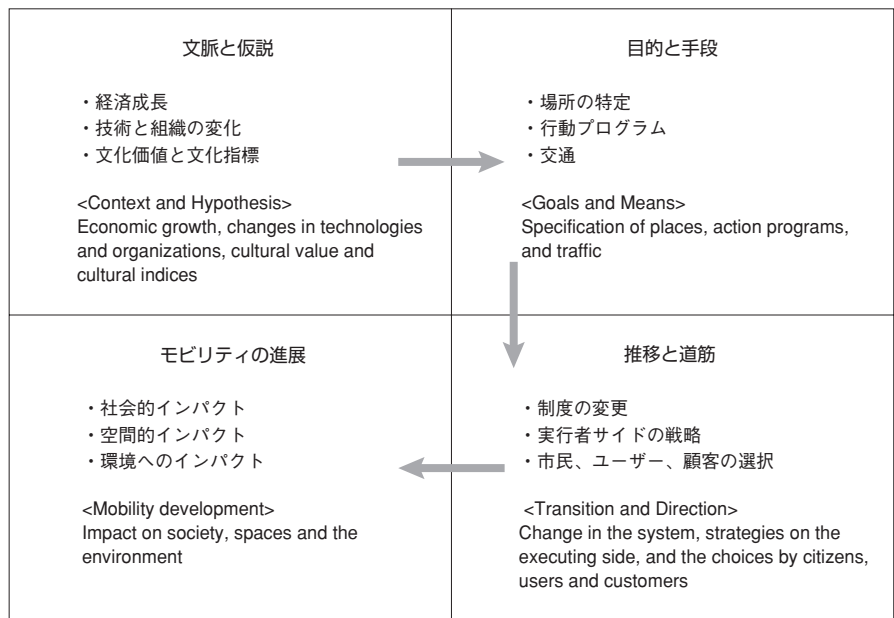 文脈と仮説
・経済成長
・技術と組織の変化
・文化価値と文化指標
<Context and Hypothesis>
Economic growth, changes in technologies
and organizations, cultural value and
cultural indices
目的と手段
・場所の特定
・行動プログラム
・交通
<Goals and Means>
Specification of places, action programs,
and traffic
モビリティの進展
・社会的インパクト
・空間的インパクト
・環境へのインパクト
<Mobility development>
Impact on society, spaces and the
environment
推移と道筋
・制度の変更
・実行者サイドの戦略
・市民、ユーザー、顧客の選択
<Transition and Direction>
Change in the system, strategies on the
executing side, and the choices by citizens,
users and customers